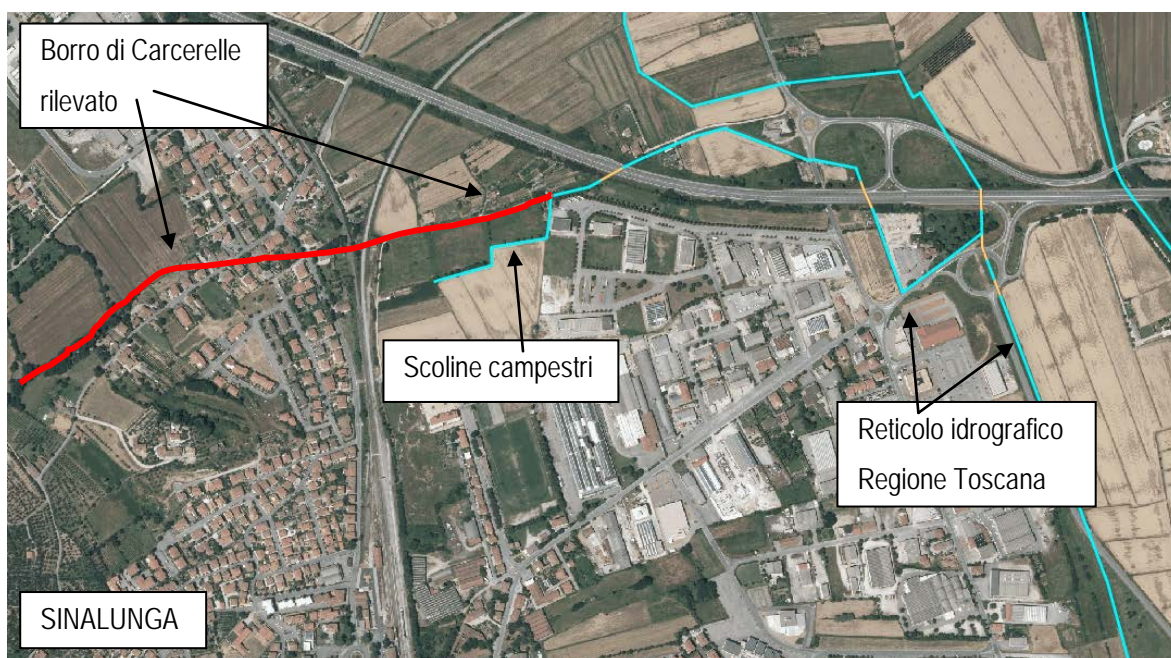 Borro di Carcerelle
rilevato
Scoline campestri
Reticolo idrografico
Regione Toscana
SINALUNGA